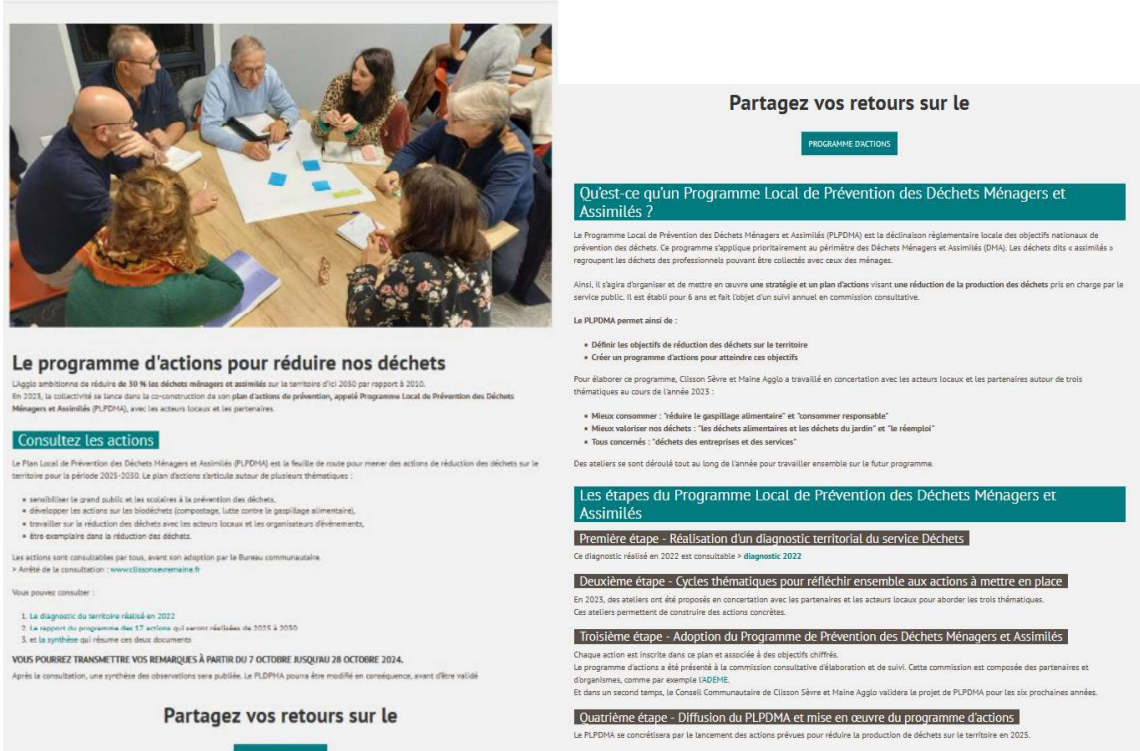 Le programme d'actions pour réduire nos déchets
L'Agglo ambitionne de réduire de 30 % les déchets ménagers et assimilés sur le territoire d'ici 2030 par rapport à 2010.
En 2023, la collectivité se lance dans la co-construction de son plan d'actions de prévention, appelé Programme Local de Prévention des Déchets
Ménagers et Assimilés (PLPDMA), avec les acteurs locaux et les partenaires.
Consultez les actions
Le Plan Local de Prévention des Déchets Ménagers et Assimilés (PLPDMA) est la feuille de route pour mener des actions de réduction des déchets sur le
territoire pour la période 2025-2030. Le plan d'actions s'articule autour de plusieurs thématiques :
• sensibiliser le grand public et les scolaires à la prévention des déchets,
• développer les actions sur les biodéchets (compostage, lutte contre le gaspillage alimentaire),
• travailler sur la réduction des déchets avec les acteurs locaux et les organisateurs d'évènements,
• être exemplaire dans la réduction des déchets.
Les actions sont consultables par tous, avant son adoption par le Bureau communautaire.
> Arrêté de la consultation : www.clissonsevremaine.fr
Vous pouvez consulter :
1. Le diagnostic du territoire réalisé en 2022
2. Le rapport du programme des 17 actions qui seront réalisées de 2025 à 2030
3. et la synthèse qui résume ces deux documents
VOUS POURREZ TRANSMETTRE VOS REMARQUES À PARTIR DU 7 OCTOBRE JUSQU'AU 28 OCTOBRE 2024.
Après la consultation, une synthèse des observations sera publiée. Le PLDPMA pourra être modifié en conséquence, avant d'être validé
Partagez vos retours sur le
Partagez vos retours sur le
PROGRAMME D'ACTIONS
Qu'est-ce qu'un Programme Local de Prévention des Déchets Ménagers et
Assimilés ?
Le Programme Local de Prévention des Déchets Ménagers et Assimilés (PLPDMA) est la déclinaison règlementaire locale des objectifs nationaux de
prévention des déchets. Ce programme s'applique prioritairement au périmètre des Déchets Ménagers et Assimilés (DMA). Les déchets dits « assimilés »
regroupent les déchets des professionnels pouvant être collectés avec ceux des ménages.
Ainsi, il s'agira d'organiser et de mettre en œuvre une stratégie et un plan d'actions visant une réduction de la production des déchets pris en charge par le
service public. Il est établi pour 6 ans et fait l'objet d'un suivi annuel en commission consultative.
Le PLPDMA permet ainsi de :
• Définir les objectifs de réduction des déchets sur le territoire
• Créer un programme d'actions pour atteindre ces objectifs
Pour élaborer ce programme, Clisson Sèvre et Maine Agglo a travaillé en concertation avec les acteurs locaux et les partenaires autour de trois
thématiques au cours de l'année 2023 :
• Mieux consommer : "réduire le gaspillage alimentaire" et "consommer responsable"
• Mieux valoriser nos déchets : "les déchets alimentaires et les déchets du jardin" et "le réemploi"
• Tous concernés : "déchets des entreprises et des services"
Des ateliers se sont déroulé tout au long de l'année pour travailler ensemble sur le futur programme.
Les étapes du Programme Local de Prévention des Déchets Ménagers et
Assimilés
Première étape - Réalisation d'un diagnostic territorial du service Déchets
Ce diagnostic réalisé en 2022 est consultable > diagnostic 2022
Deuxième étape - Cycles thématiques pour réfléchir ensemble aux actions à mettre en place
En 2023, des ateliers ont été proposés en concertation avec les partenaires et les acteurs locaux pour aborder les trois thématiques.
Ces ateliers permettent de construire des actions concrètes.
Troisième étape - Adoption du Programme de Prévention des Déchets Ménagers et Assimilés
Chaque action est inscrite dans ce plan et associée à des objectifs chiffrés.
Le programme d'actions a été présenté à la commission consultative d'élaboration et de suivi. Cette commission est composée des partenaires et
d'organismes, comme par exemple l'ADEME.
Et dans un second temps, le Conseil Communautaire de Clisson Sèvre et Maine Agglo validera le projet de PLPDMA pour les six prochaines années.
Quatrième étape - Diffusion du PLPDMA et mise en œuvre du programme d'actions
Le PLPDMA se concrétisera par le lancement des actions prévues pour réduire la production de déchets sur le territoire en 2025.